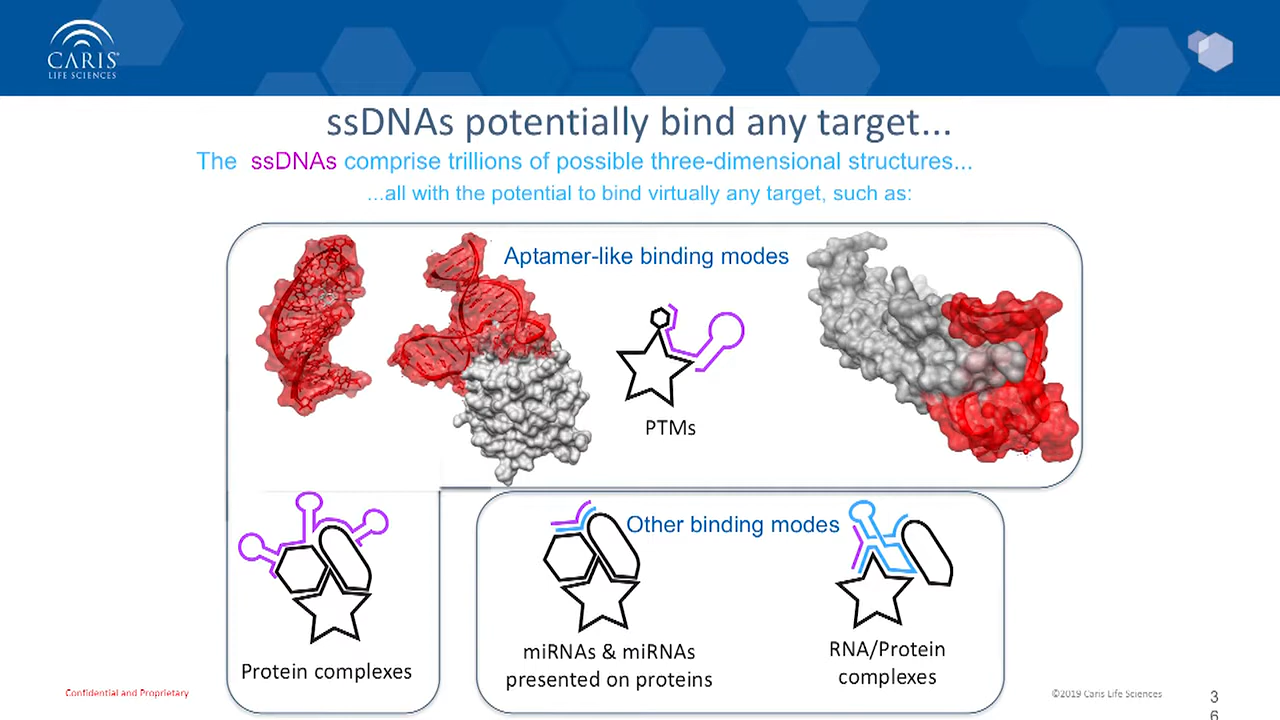 CARIS
LIFE SCIENCES
ssDNAs potentially bind any target...
The ssDNAs comprise trillions of possible three-dimensional structures...
...all with the potential to bind virtually any target, such as:
Aptamer-like binding modes
PTMs
Other binding modes
Protein complexes
miRNAs & miRNAs
presented on proteins
RNA/Protein
complexes
Confidential and Proprietary
©2019 Caris Life Sciences
3
6